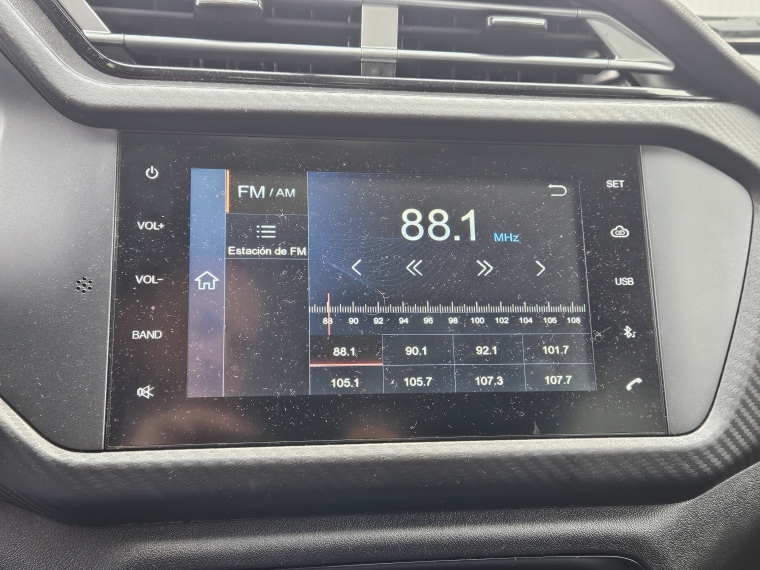 VOL+
VOL-
BAND
FM / AM
Estación de FM
88.1 MHz
88 90 92 94 96 98 100 102 104 106 108
88.1 90.1 92.1 101.7
105.1 105.7 107.3 107.7
SET
USB